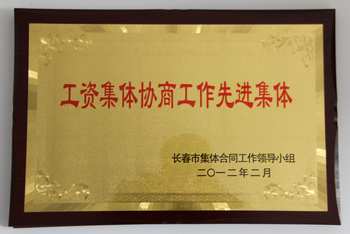 工资集体协商工作先进集体
长春市集体合同工作领导小组
二〇一二年二月